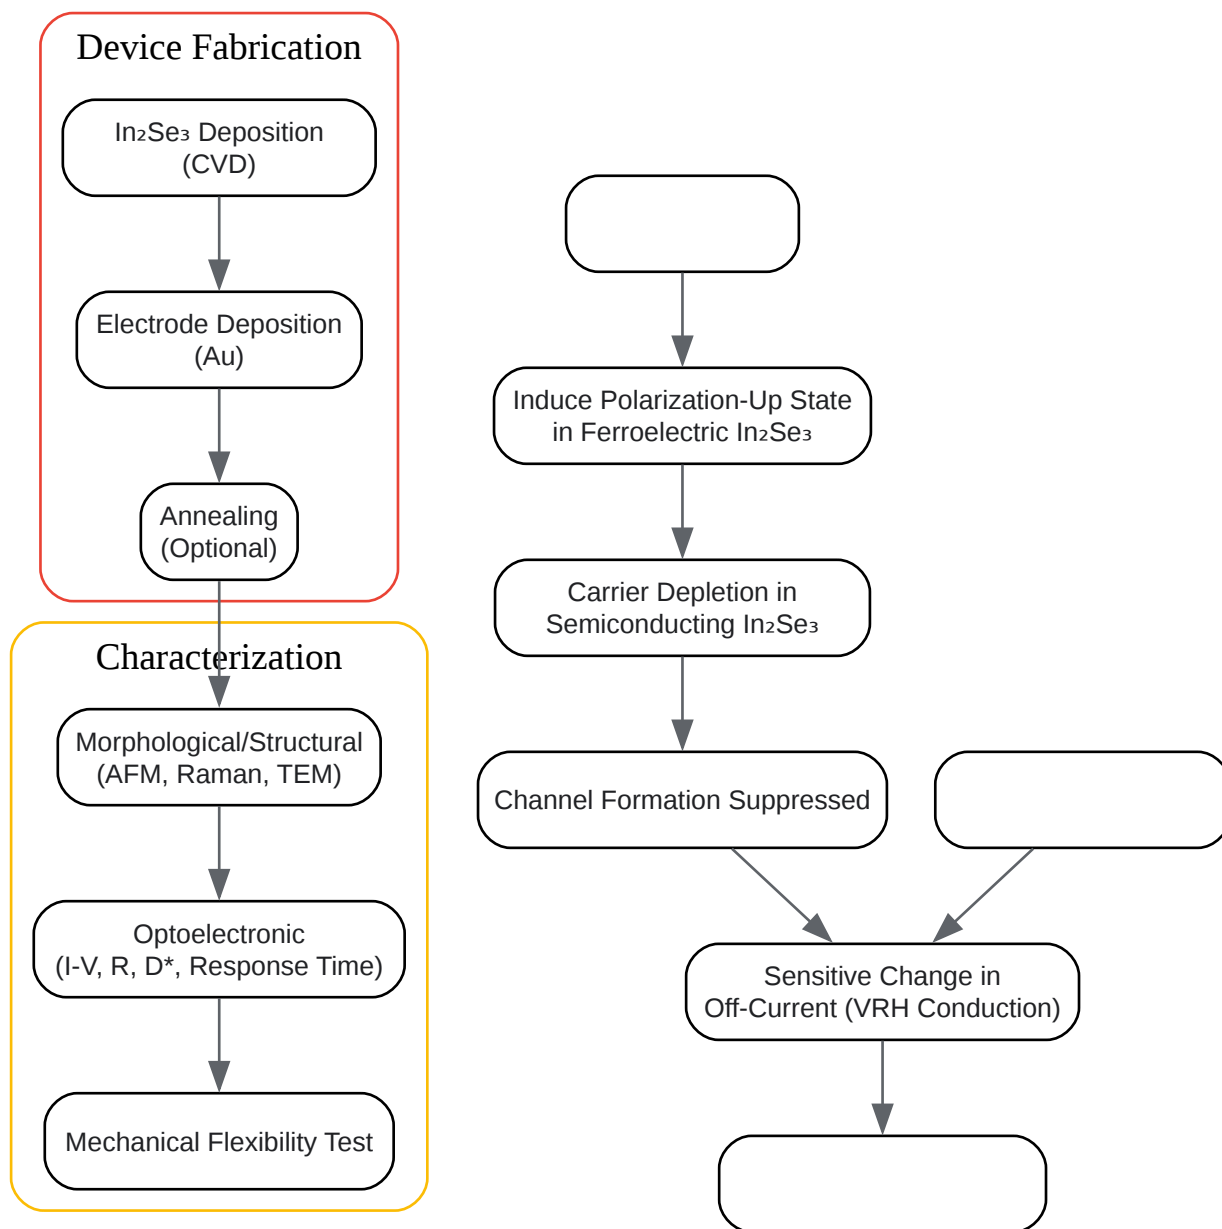 Device Fabrication
In₂Se₃ Deposition
(CVD)
Electrode Deposition
(Au)
Annealing
(Optional)
Characterization
Morphological/Structural
(AFM, Raman, TEM)
Optoelectronic
(I-V, R, D*, Response Time)
Mechanical Flexibility Test
Induce Polarization-Up State
in Ferroelectric In₂Se₃
Carrier Depletion in
Semiconducting In₂Se₃
Channel Formation Suppressed
Sensitive Change in
Off-Current (VRH Conduction)